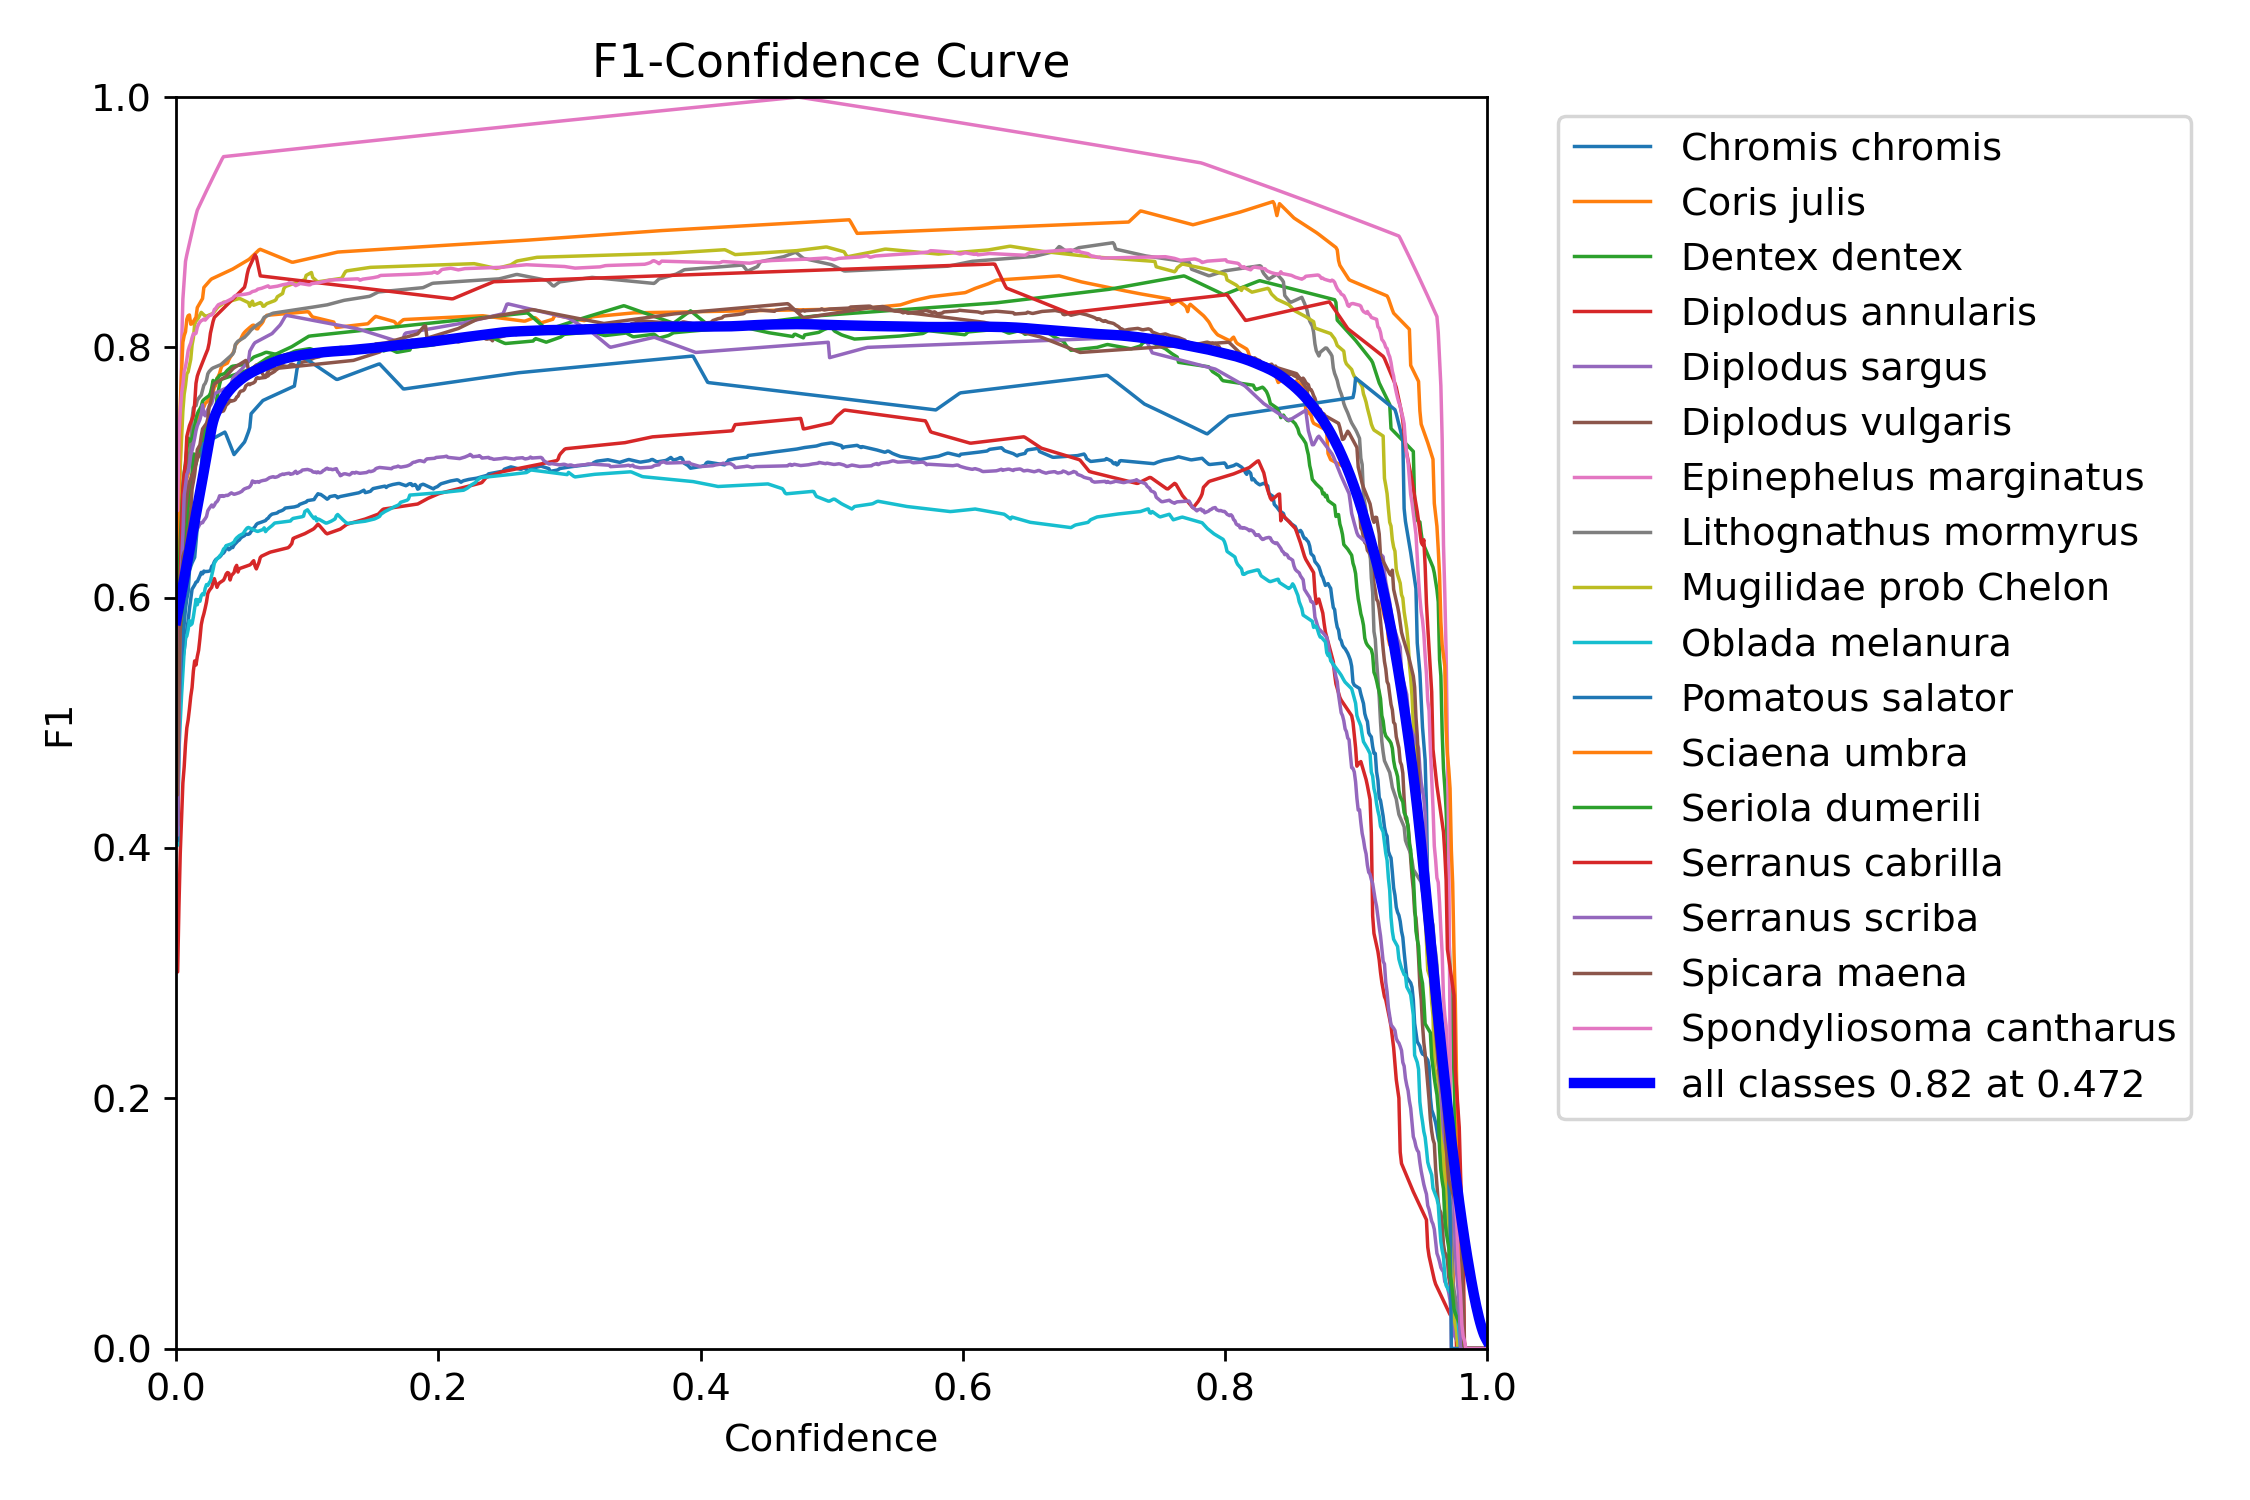 F1-Confidence Curve
1.0
0.8
0.6
0.4
0.2
0.0
F1
0.0 0.2 0.4 0.6 0.8 1.0
Confidence
Chromis chromis
Coris julis
Dentex dentex
Diplodus annularis
Diplodus sargus
Diplodus vulgaris
Epinephelus marginatus
Lithognathus mormyrus
Mugilidae prob Chelon
Oblada melanura
Pomatous salator
Sciaena umbra
Seriola dumerili
Serranus cabrilla
Serranus scriba
Spicara maena
Spondyliosoma cantharus
all classes 0.82 at 0.472